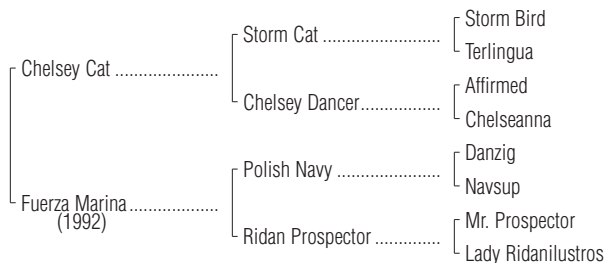 Storm Bird
Storm Cat ........................
Terlingua
Chelsey Cat ......................
Affirmed
Chelsey Dancer.................
Chelseanna
Danzig
Polish Navy .....................
Navsup
Fuerza Marina...................
(1992)
Mr. Prospector
Ridan Prospector..............
Lady Ridanilustros